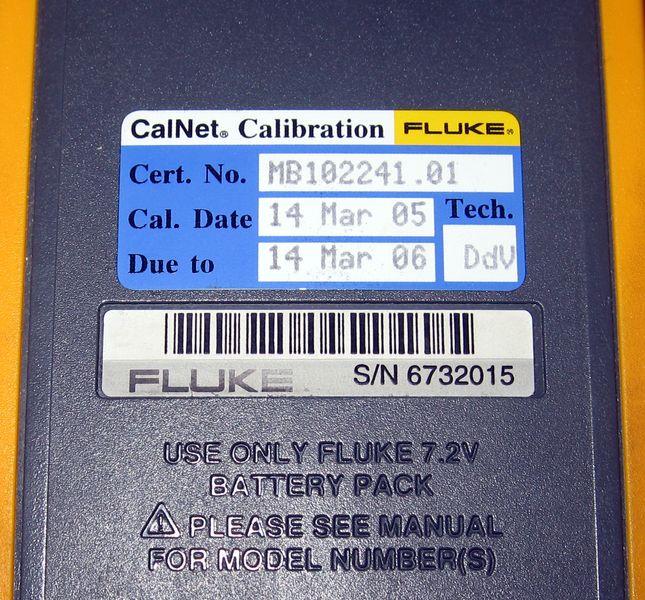 CalNet® Calibration FLUKE®
Cert. No. MB102241.01
Cal. Date 14 Mar 05 Tech.
Due to 14 Mar 06 DdV
FLUKE S/N 6732015
USE ONLY FLUKE 7.2V
BATTERY PACK
⚠ PLEASE SEE MANUAL
FOR MODEL NUMBER(S)